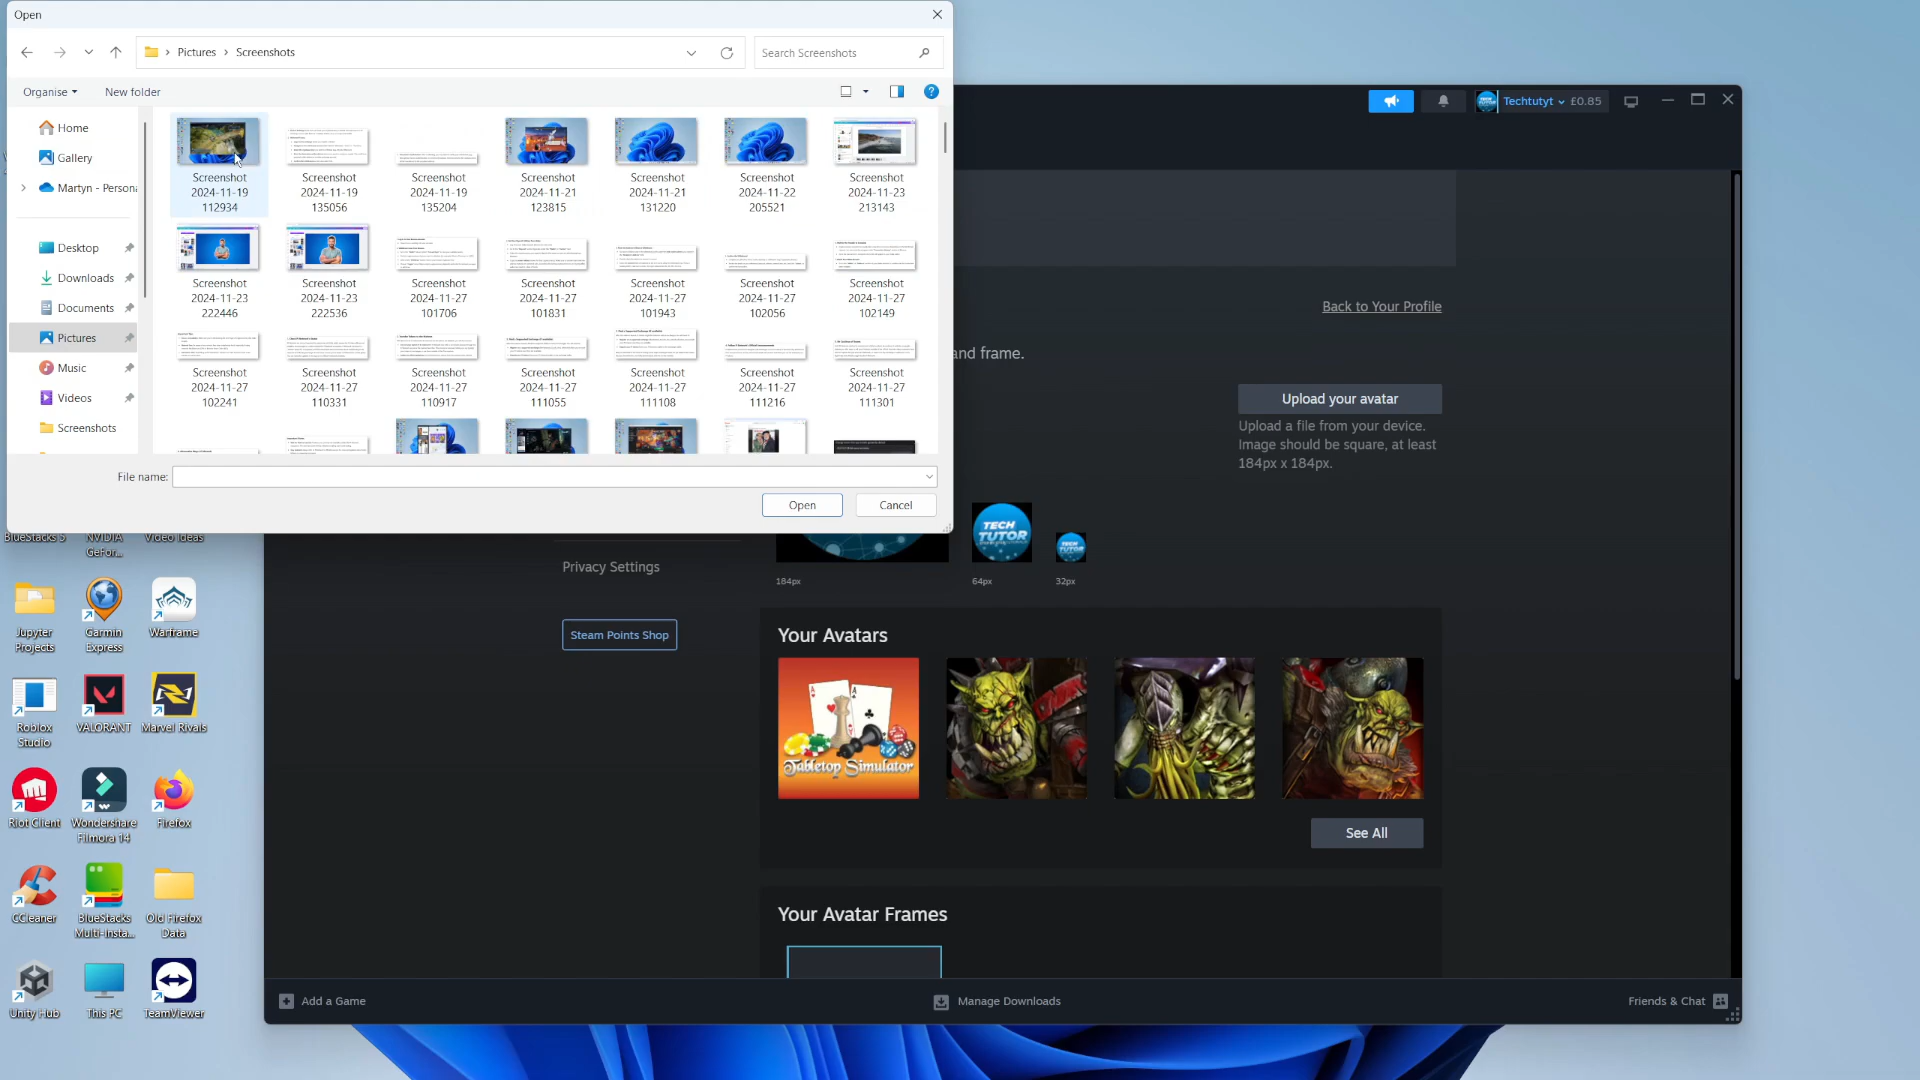 Open
Pictures > Screenshots
Search Screenshots
Organise
New folder
Home
Gallery
Martyn - Persona
Desktop
Downloads
Documents
Pictures
Music
Videos
Screenshots
Screenshot
2024-11-19
112934
Screenshot
2024-11-19
135056
Screenshot
2024-11-19
135204
Screenshot
2024-11-21
123815
Screenshot
2024-11-21
131220
Screenshot
2024-11-22
205521
Screenshot
2024-11-23
213143
Screenshot
2024-11-23
222446
Screenshot
2024-11-23
222536
Screenshot
2024-11-27
101706
Screenshot
2024-11-27
101831
Screenshot
2024-11-27
101943
Screenshot
2024-11-27
102056
Screenshot
2024-11-27
102149
Screenshot
2024-11-27
102241
Screenshot
2024-11-27
110331
Screenshot
2024-11-27
110917
Screenshot
2024-11-27
111055
Screenshot
2024-11-27
111108
Screenshot
2024-11-27
111216
Screenshot
2024-11-27
111301
File name:
Open
Cancel
Techtutyt £0.85
Back to Your Profile
and frame.
Upload your avatar
Upload a file from your device.
Image should be square, at least
184px x 184px.
TECH
TUTOR
TECH
TUTOR
184px
64px
32px
Privacy Settings
Steam Points Shop
Your Avatars
Tabletop Simulator
See All
Your Avatar Frames
Add a Game
Manage Downloads
Friends & Chat
BlueStacks 5
NVIDIA
GeFor...
Video Ideas
Jupyter
Projects
Garmin
Express
Warframe
Roblox
Studio
VALORANT
Marvel Rivals
Riot Client
Wondershare
Filmora 14
Firefox
CCleaner
BlueStacks
Multi-Insta...
Old Firefox
Data
Unity Hub
This PC
TeamViewer